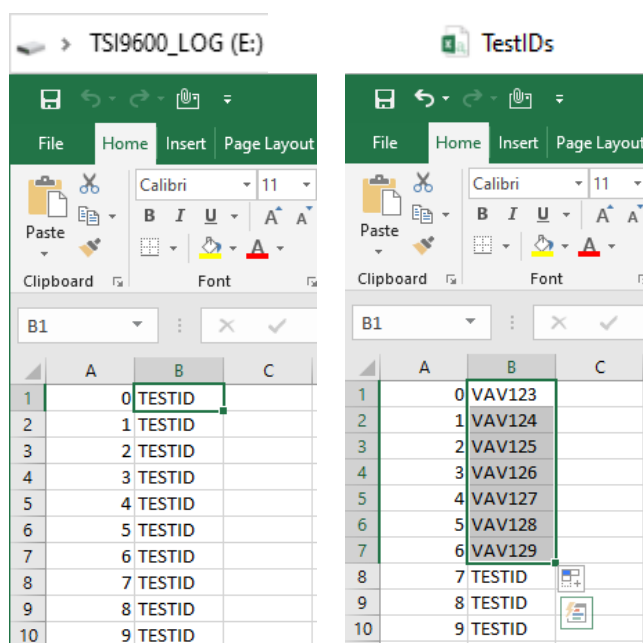 TSI9600_LOG (E:)
File Home Insert Page Layout
Calibri 11
B I U A A
Paste
A
Clipboard Font
B1
A B C
1 0 TESTID
2 1 TESTID
3 2 TESTID
4 3 TESTID
5 4 TESTID
6 5 TESTID
7 6 TESTID
8 7 TESTID
9 8 TESTID
10 9 TESTID
TestIDs
File Home Insert Page Layout
Calibri 11
B I U A A
Paste
A
Clipboard Font
B1
A B C
1 0 VAV123
2 1 VAV124
3 2 VAV125
4 3 VAV126
5 4 VAV127
6 5 VAV128
7 6 VAV129
8 7 TESTID
9 8 TESTID
10 9 TESTID